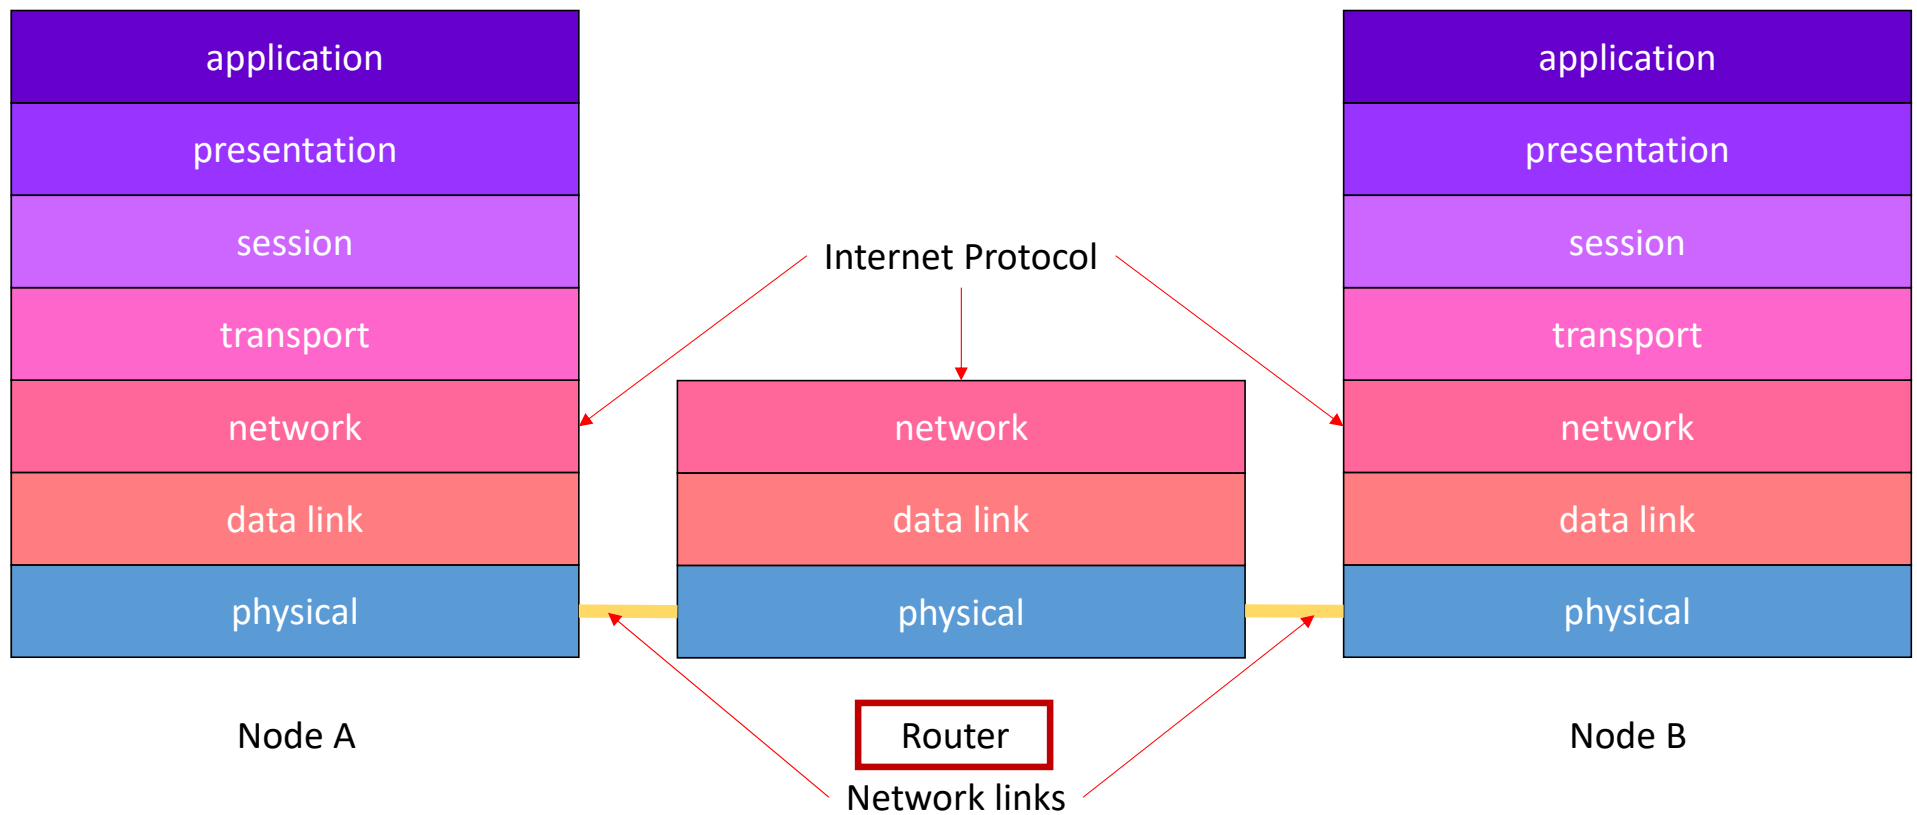 application
presentation
session
transport
network
data link
physical
Node A
Internet Protocol
network
data link
physical
Router
Network links
application
presentation
session
transport
network
data link
physical
Node B